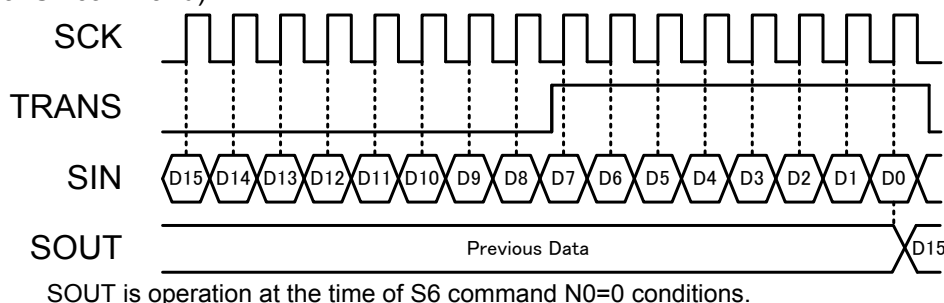 SCK
TRANS
SIN D15 D14 D13 D12 D11 D10 D9 D8 D7 D6 D5 D4 D3 D2 D1 D0
SOUT Previous Data D15
SOUT is operation at the time of S6 command N0=0 conditions.